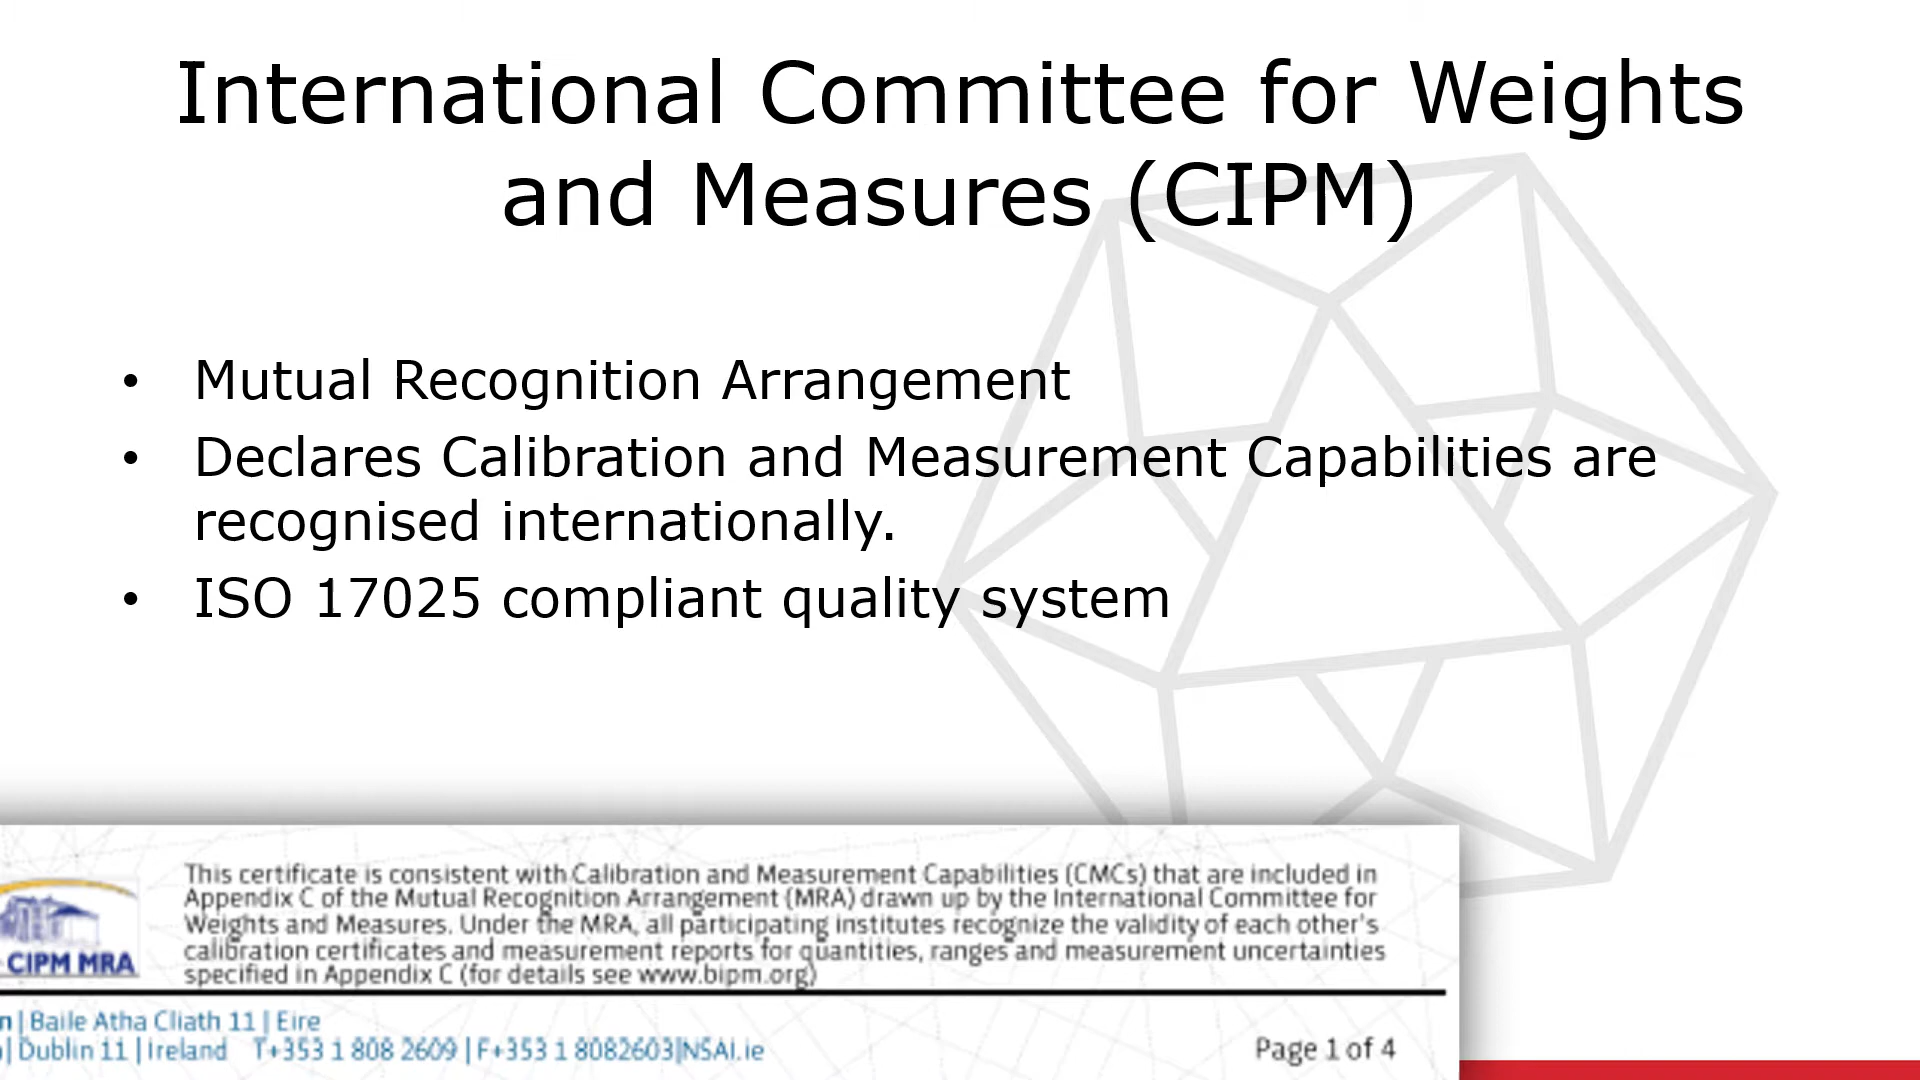 International Committee for Weights
and Measures (CIPM)
• Mutual Recognition Arrangement
• Declares Calibration and Measurement Capabilities are
recognised internationally.
• ISO 17025 compliant quality system
This certificate is consistent with Calibration and Measurement Capabilities (CMCs) that are included in
Appendix C of the Mutual Recognition Arrangement (MRA) drawn up by the International Committee for
Weights and Measures. Under the MRA, all participating institutes recognize the validity of each other's
calibration certificates and measurement reports for quantities, ranges and measurement uncertainties
specified in Appendix C (for details see www.bipm.org)
CIPM MRA
n | Baile Atha Cliath 11 | Eire
| Dublin 11 | Ireland T+353 1 808 2609 | F+353 1 8082603|NSAI.ie
Page 1 of 4